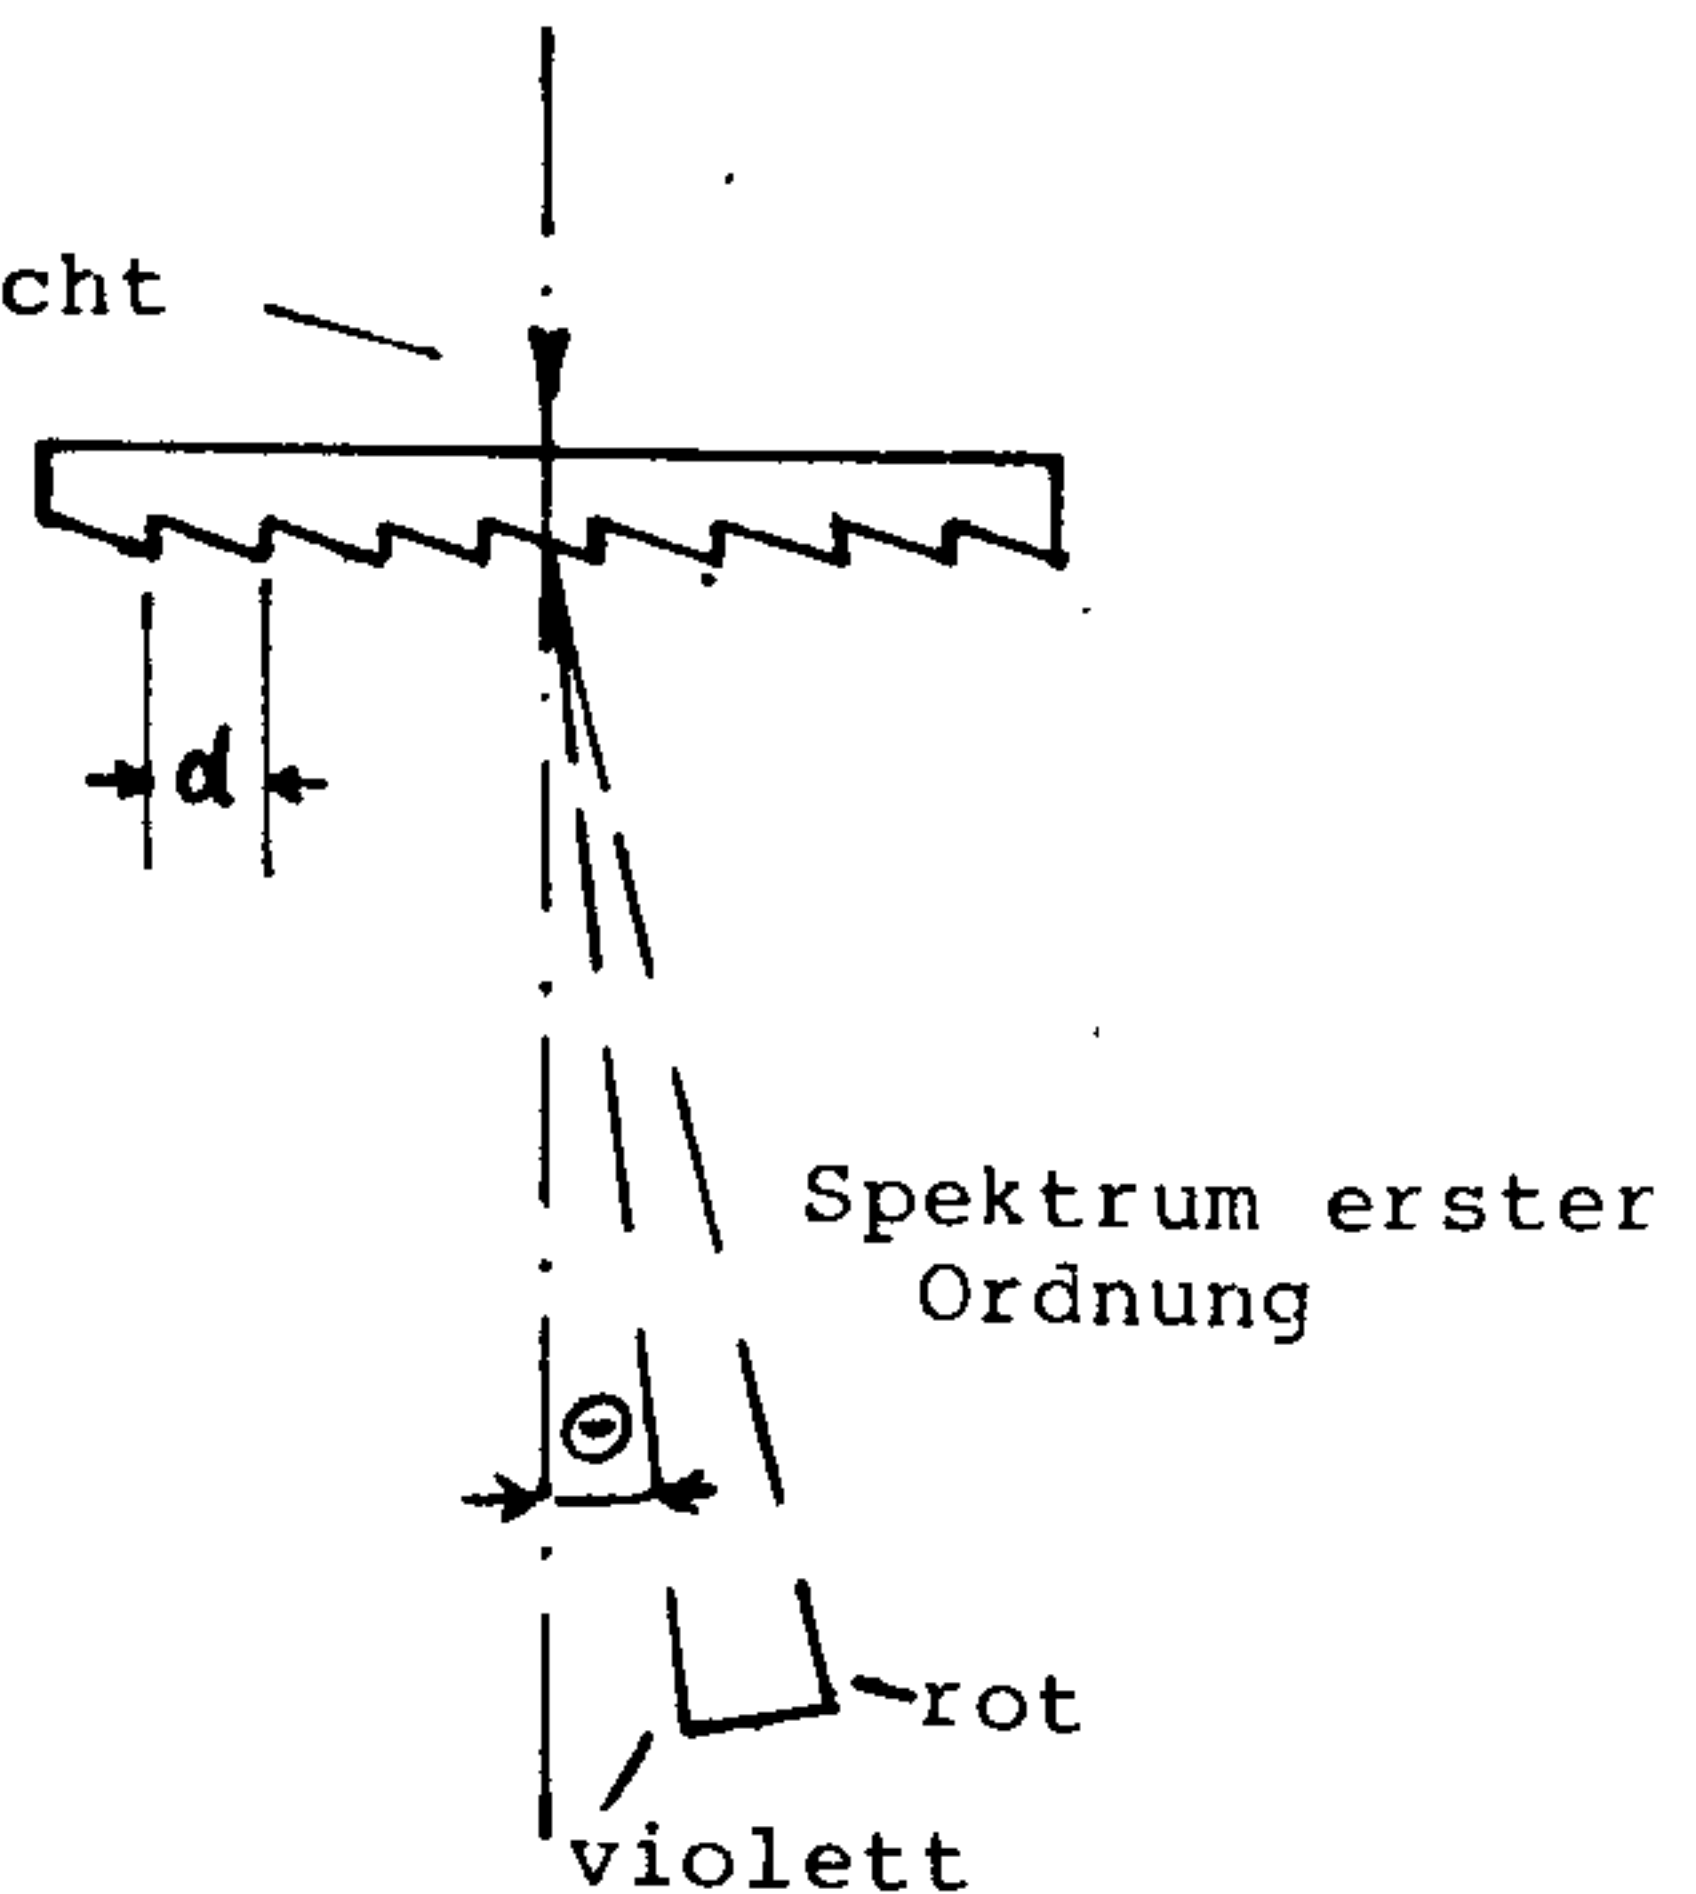 cht
d
Spektrum erster
Ordnung
Θ
rot
violett